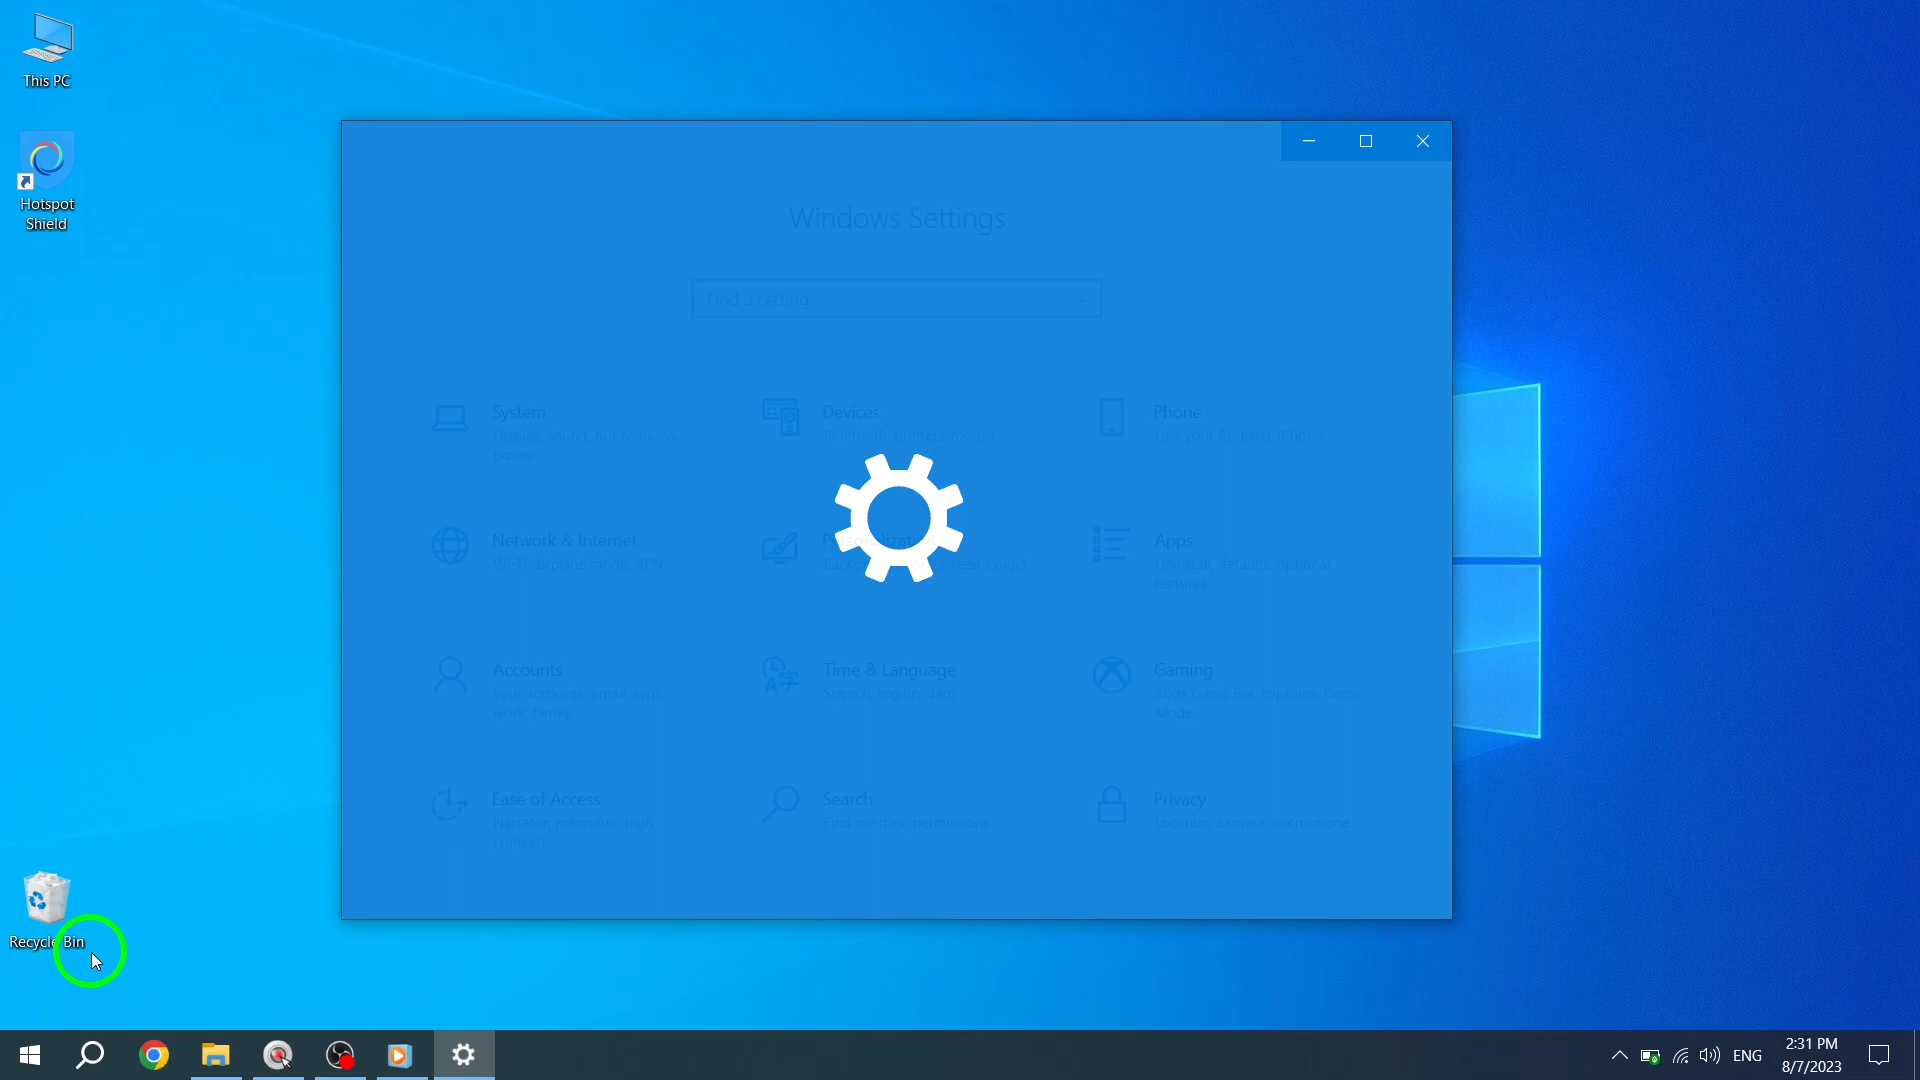 This PC
Hotspot
Shield
Windows Settings
Find a setting
System
Display, sound, notifications,
power
Devices
Bluetooth, printers, mouse
Phone
Link your Android, iPhone
Network & Internet
Wi-Fi, airplane mode, VPN
Personalization
screen, colors
Apps
Uninstall, defaults, optional
features
Accounts
Your accounts, email, sync,
work, family
Time & Language
Speech, region, date
Gaming
Xbox Game Bar, captures, Game
Mode
Ease of Access
Narrator, magnifier, high
contrast
Search
Find my files, permissions
Privacy
Location, camera, microphone
Recycle Bin
ENG
2:31 PM
8/7/2023